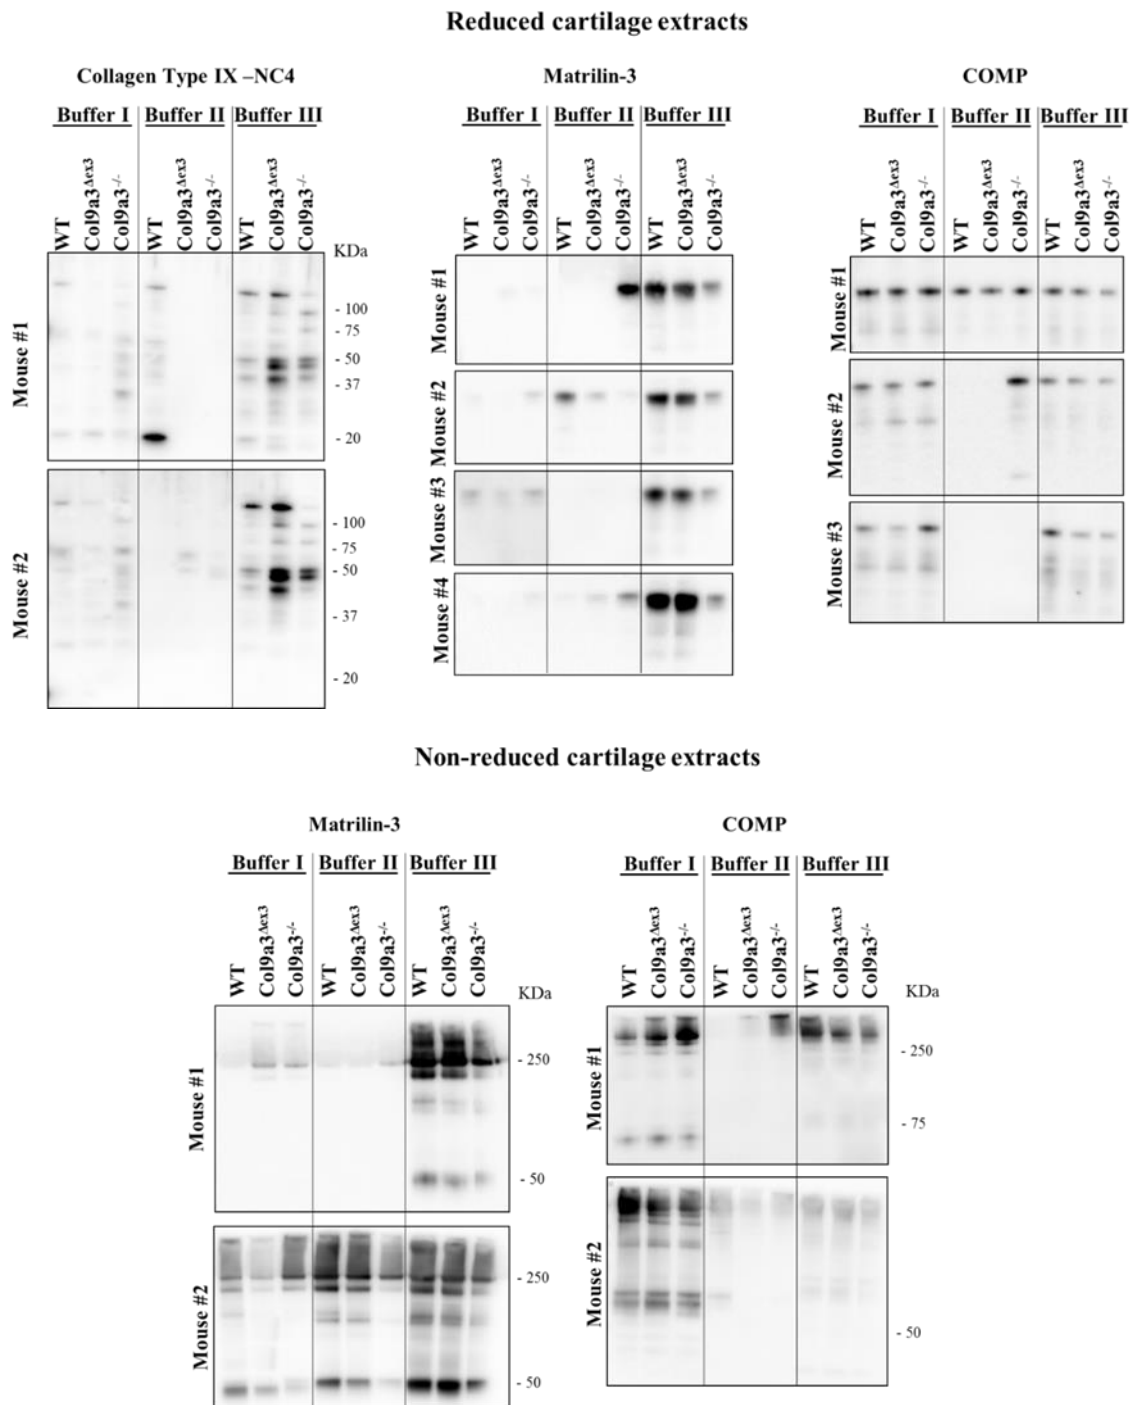 Reduced cartilage extracts
Collagen Type IX –NC4
Buffer I Buffer II Buffer III
WT Col9a3Δex3 Col9a3-/- WT Col9a3Δex3 Col9a3-/- WT Col9a3Δex3 Col9a3-/-
KDa
Mouse #1
- 100
- 75
- 50
- 37
- 20
Mouse #2
- 100
- 75
- 50
- 37
- 20
Matrilin-3
Buffer I Buffer II Buffer III
WT Col9a3Δex3 Col9a3-/- WT Col9a3Δex3 Col9a3-/- WT Col9a3Δex3 Col9a3-/-
Mouse #1
Mouse #2
Mouse #3
Mouse #4
COMP
Buffer I Buffer II Buffer III
WT Col9a3Δex3 Col9a3-/- WT Col9a3Δex3 Col9a3-/- WT Col9a3Δex3 Col9a3-/-
Mouse #1
Mouse #2
Mouse #3
Non-reduced cartilage extracts
Matrilin-3
Buffer I Buffer II Buffer III
WT Col9a3Δex3 Col9a3-/- WT Col9a3Δex3 Col9a3-/- WT Col9a3Δex3 Col9a3-/-
KDa
Mouse #1
- 250
- 50
Mouse #2
- 250
- 50
COMP
Buffer I Buffer II Buffer III
WT Col9a3Δex3 Col9a3-/- WT Col9a3Δex3 Col9a3-/- WT Col9a3Δex3 Col9a3-/-
KDa
Mouse #1
- 250
- 75
Mouse #2
- 50